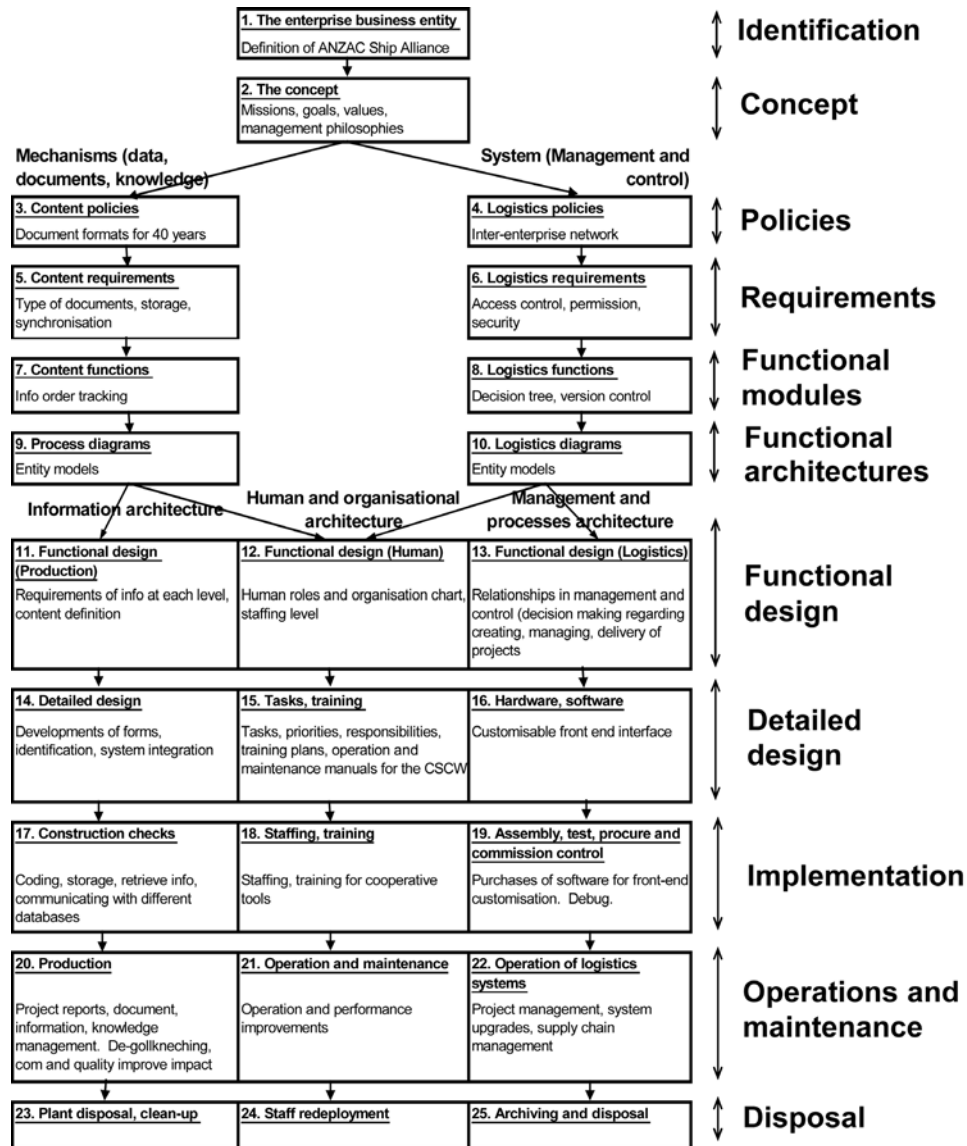 1. The enterprise business entity
Definition of ANZAC Ship Alliance
Identification
2. The concept
Missions, goals, values,
management philosophies
Concept
Mechanisms (data,
documents, knowledge)
System (Management and
control)
3. Content policies
Document formats for 40 years
4. Logistics policies
Inter-enterprise network
Policies
5. Content requirements
Type of documents, storage,
synchronisation
6. Logistics requirements
Access control, permission,
security
Requirements
7. Content functions
Info order tracking
8. Logistics functions
Decision tree, version control
Functional
modules
9. Process diagrams
Entity models
10. Logistics diagrams
Entity models
Functional
architectures
Information architecture
Human and organisational
architecture
Management and
processes architecture
11. Functional design
(Production)
Requirements of info at each level,
content definition
12. Functional design (Human)
Human roles and organisation chart,
staffing level
13. Functional design (Logistics)
Relationships in management and
control (decision making regarding
creating, managing, delivery of
projects
Functional
design
14. Detailed design
Developments of forms,
identification, system integration
15. Tasks, training
Tasks, priorities, responsibilities,
training plans, operation and
maintenance manuals for the CSCW
16. Hardware, software
Customisable front end interface
Detailed
design
17. Construction checks
Coding, storage, retrieve info,
communicating with different
databases
18. Staffing, training
Staffing, training for cooperative
tools
19. Assembly, test, procure and
commission control
Purchases of software for front-end
customisation. Debug.
Implementation
20. Production
Project reports, document,
information, knowledge
management. De-gollkneching,
com and quality improve impact
21. Operation and maintenance
Operation and performance
improvements
22. Operation of logistics
systems
Project management, system
upgrades, supply chain
management
Operations and
maintenance
23. Plant disposal, clean-up
24. Staff redeployment
25. Archiving and disposal
Disposal